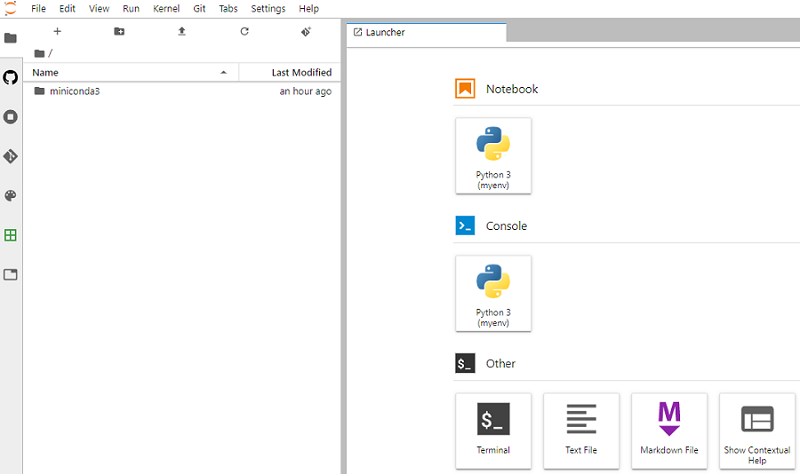 File Edit View Run Kernel Git Tabs Settings Help
Launcher
/
Name Last Modified
miniconda3 an hour ago
Notebook
Python 3
(myenv)
Console
Python 3
(myenv)
$_ Other
$_ M
Terminal Text File Markdown File Show Contextual
Help